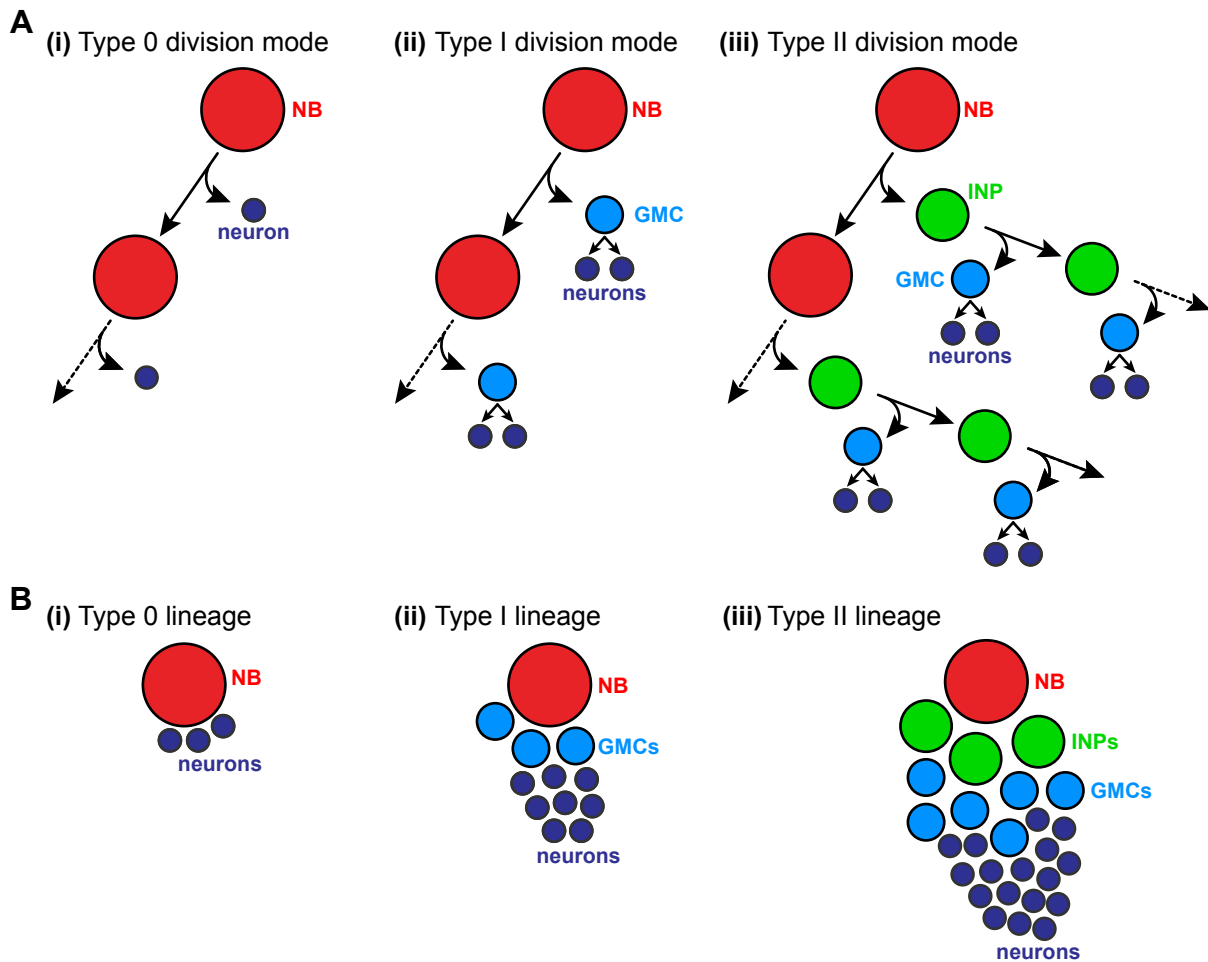 A
(i) Type 0 division mode
(ii) Type I division mode
(iii) Type II division mode
NB
neuron
NB
GMC
neurons
NB
INP
GMC
neurons
B
(i) Type 0 lineage
(ii) Type I lineage
(iii) Type II lineage
NB
neurons
NB
GMCs
neurons
NB
INPs
GMCs
neurons